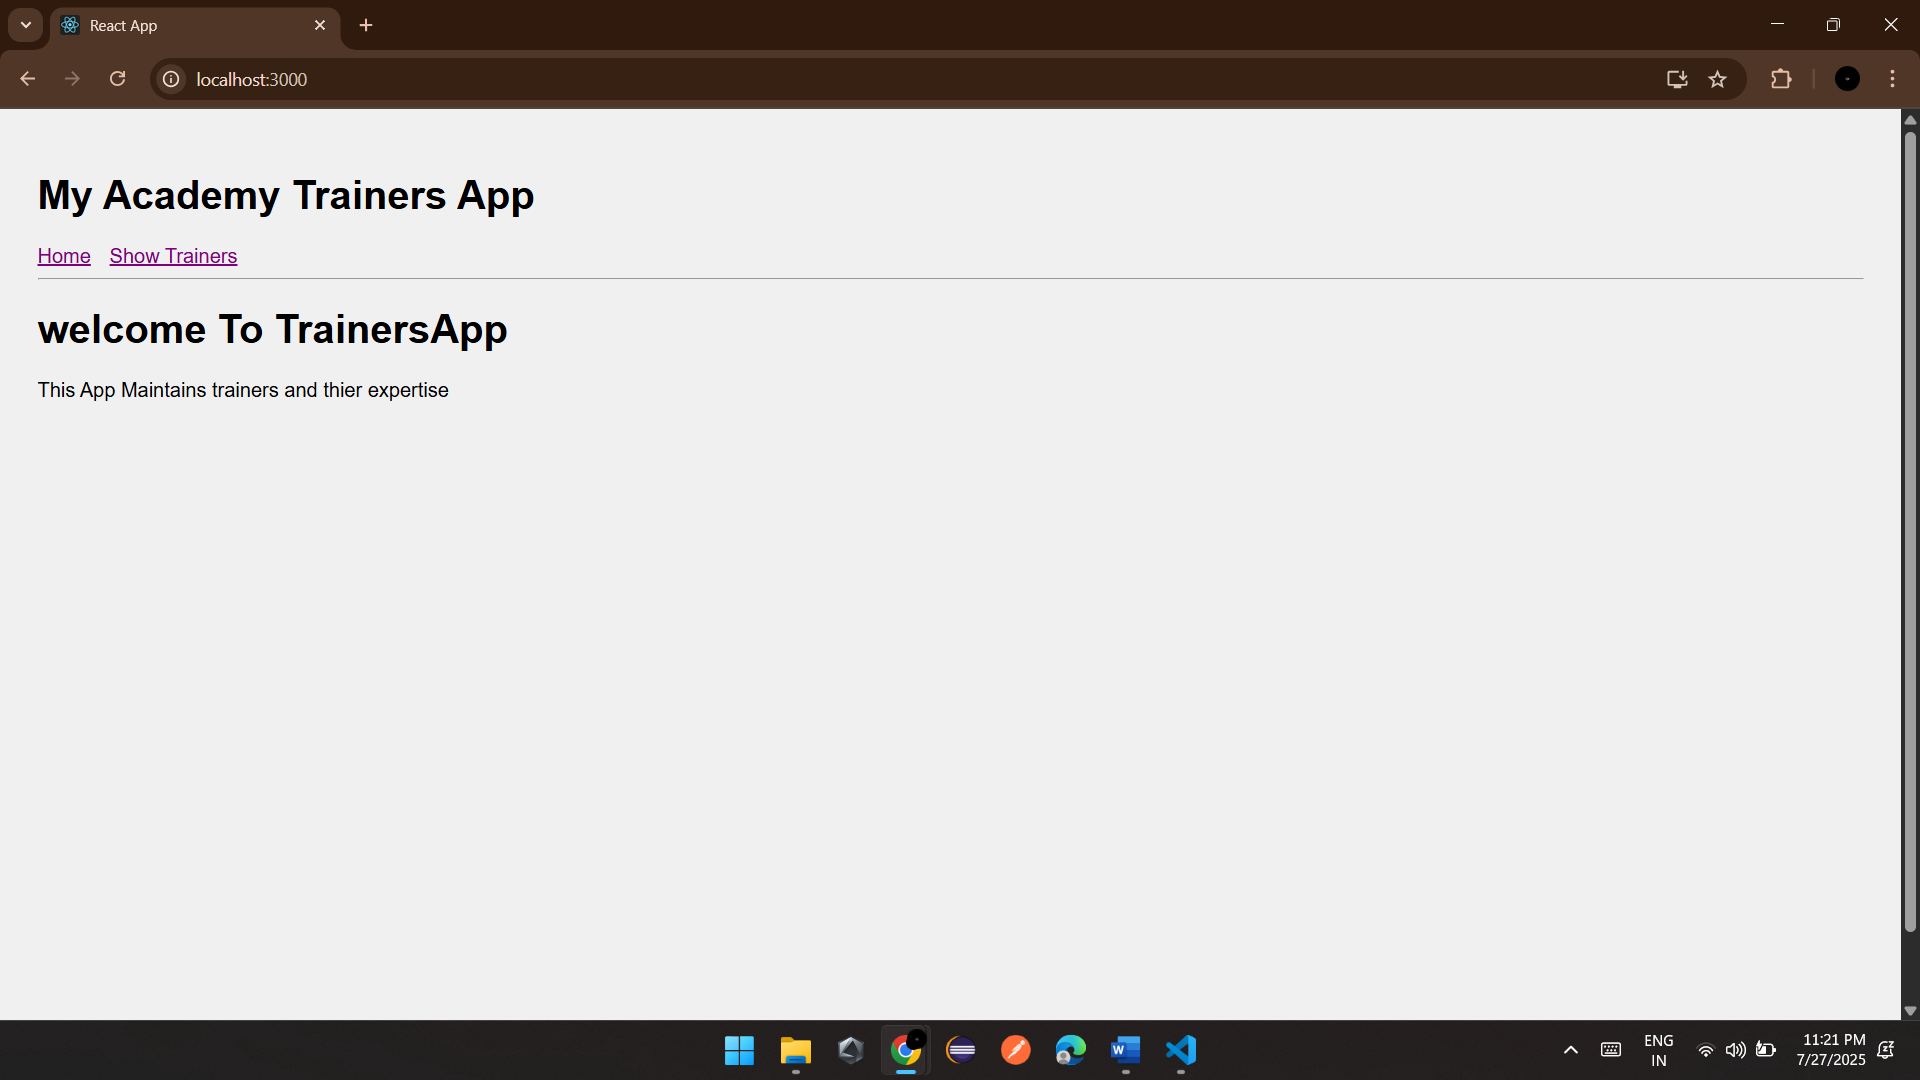 React App
localhost:3000
My Academy Trainers App
Home Show Trainers
welcome To TrainersApp
This App Maintains trainers and thier expertise
ENG
IN
11:21 PM
7/27/2025